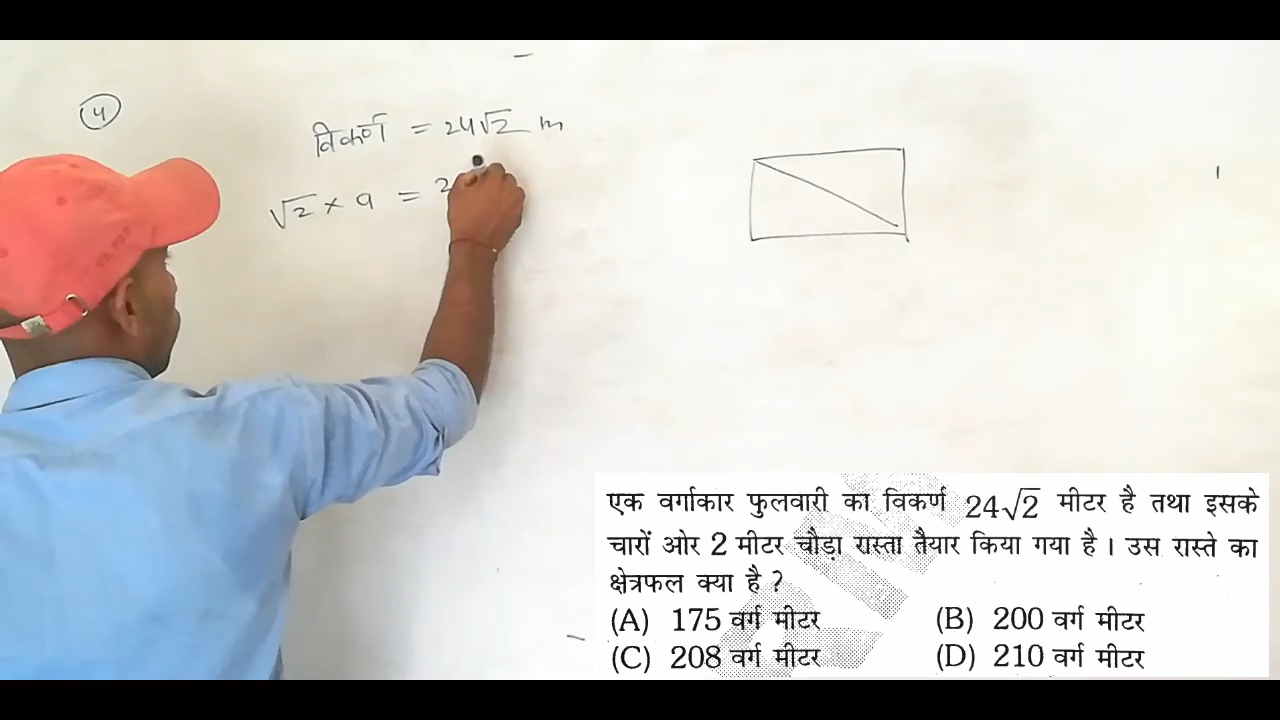 4
विकर्ण = 24√2 m
√2 × a = 2
एक वर्गाकार फुलवारी का विकर्ण 24√2 मीटर है तथा इसके
चारों ओर 2 मीटर चौड़ा रास्ता तैयार किया गया है। उस रास्ते का
क्षेत्रफल क्या है ?
(A) 175 वर्ग मीटर (B) 200 वर्ग मीटर
(C) 208 वर्ग मीटर (D) 210 वर्ग मीटर